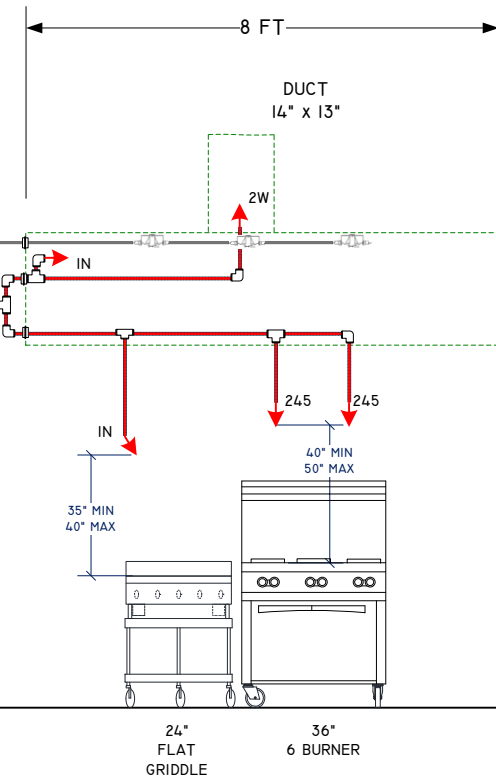 8 FT
DUCT
14" x 13"
2W
IN
245
245
IN
40" MIN
50" MAX
35" MIN
40" MAX
24"
FLAT
GRIDDLE
36"
6 BURNER